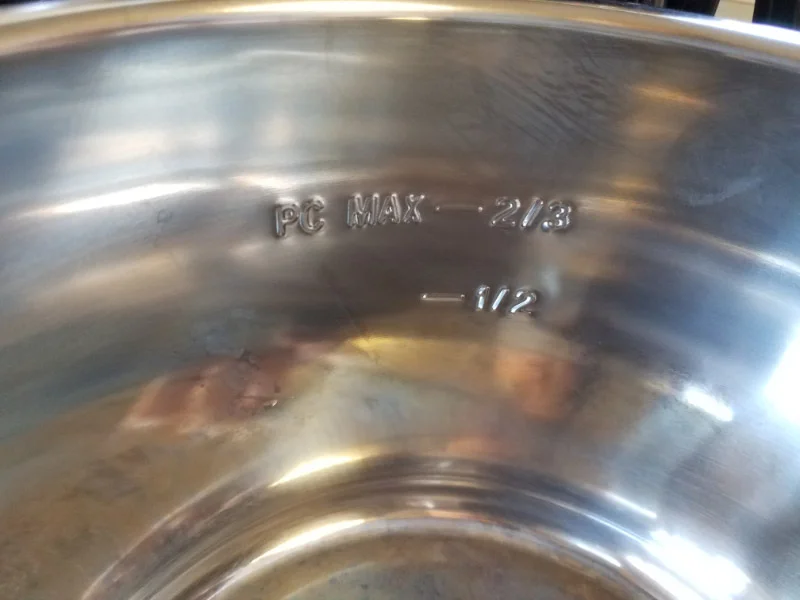 PC MAX — 2/3
— 1/2